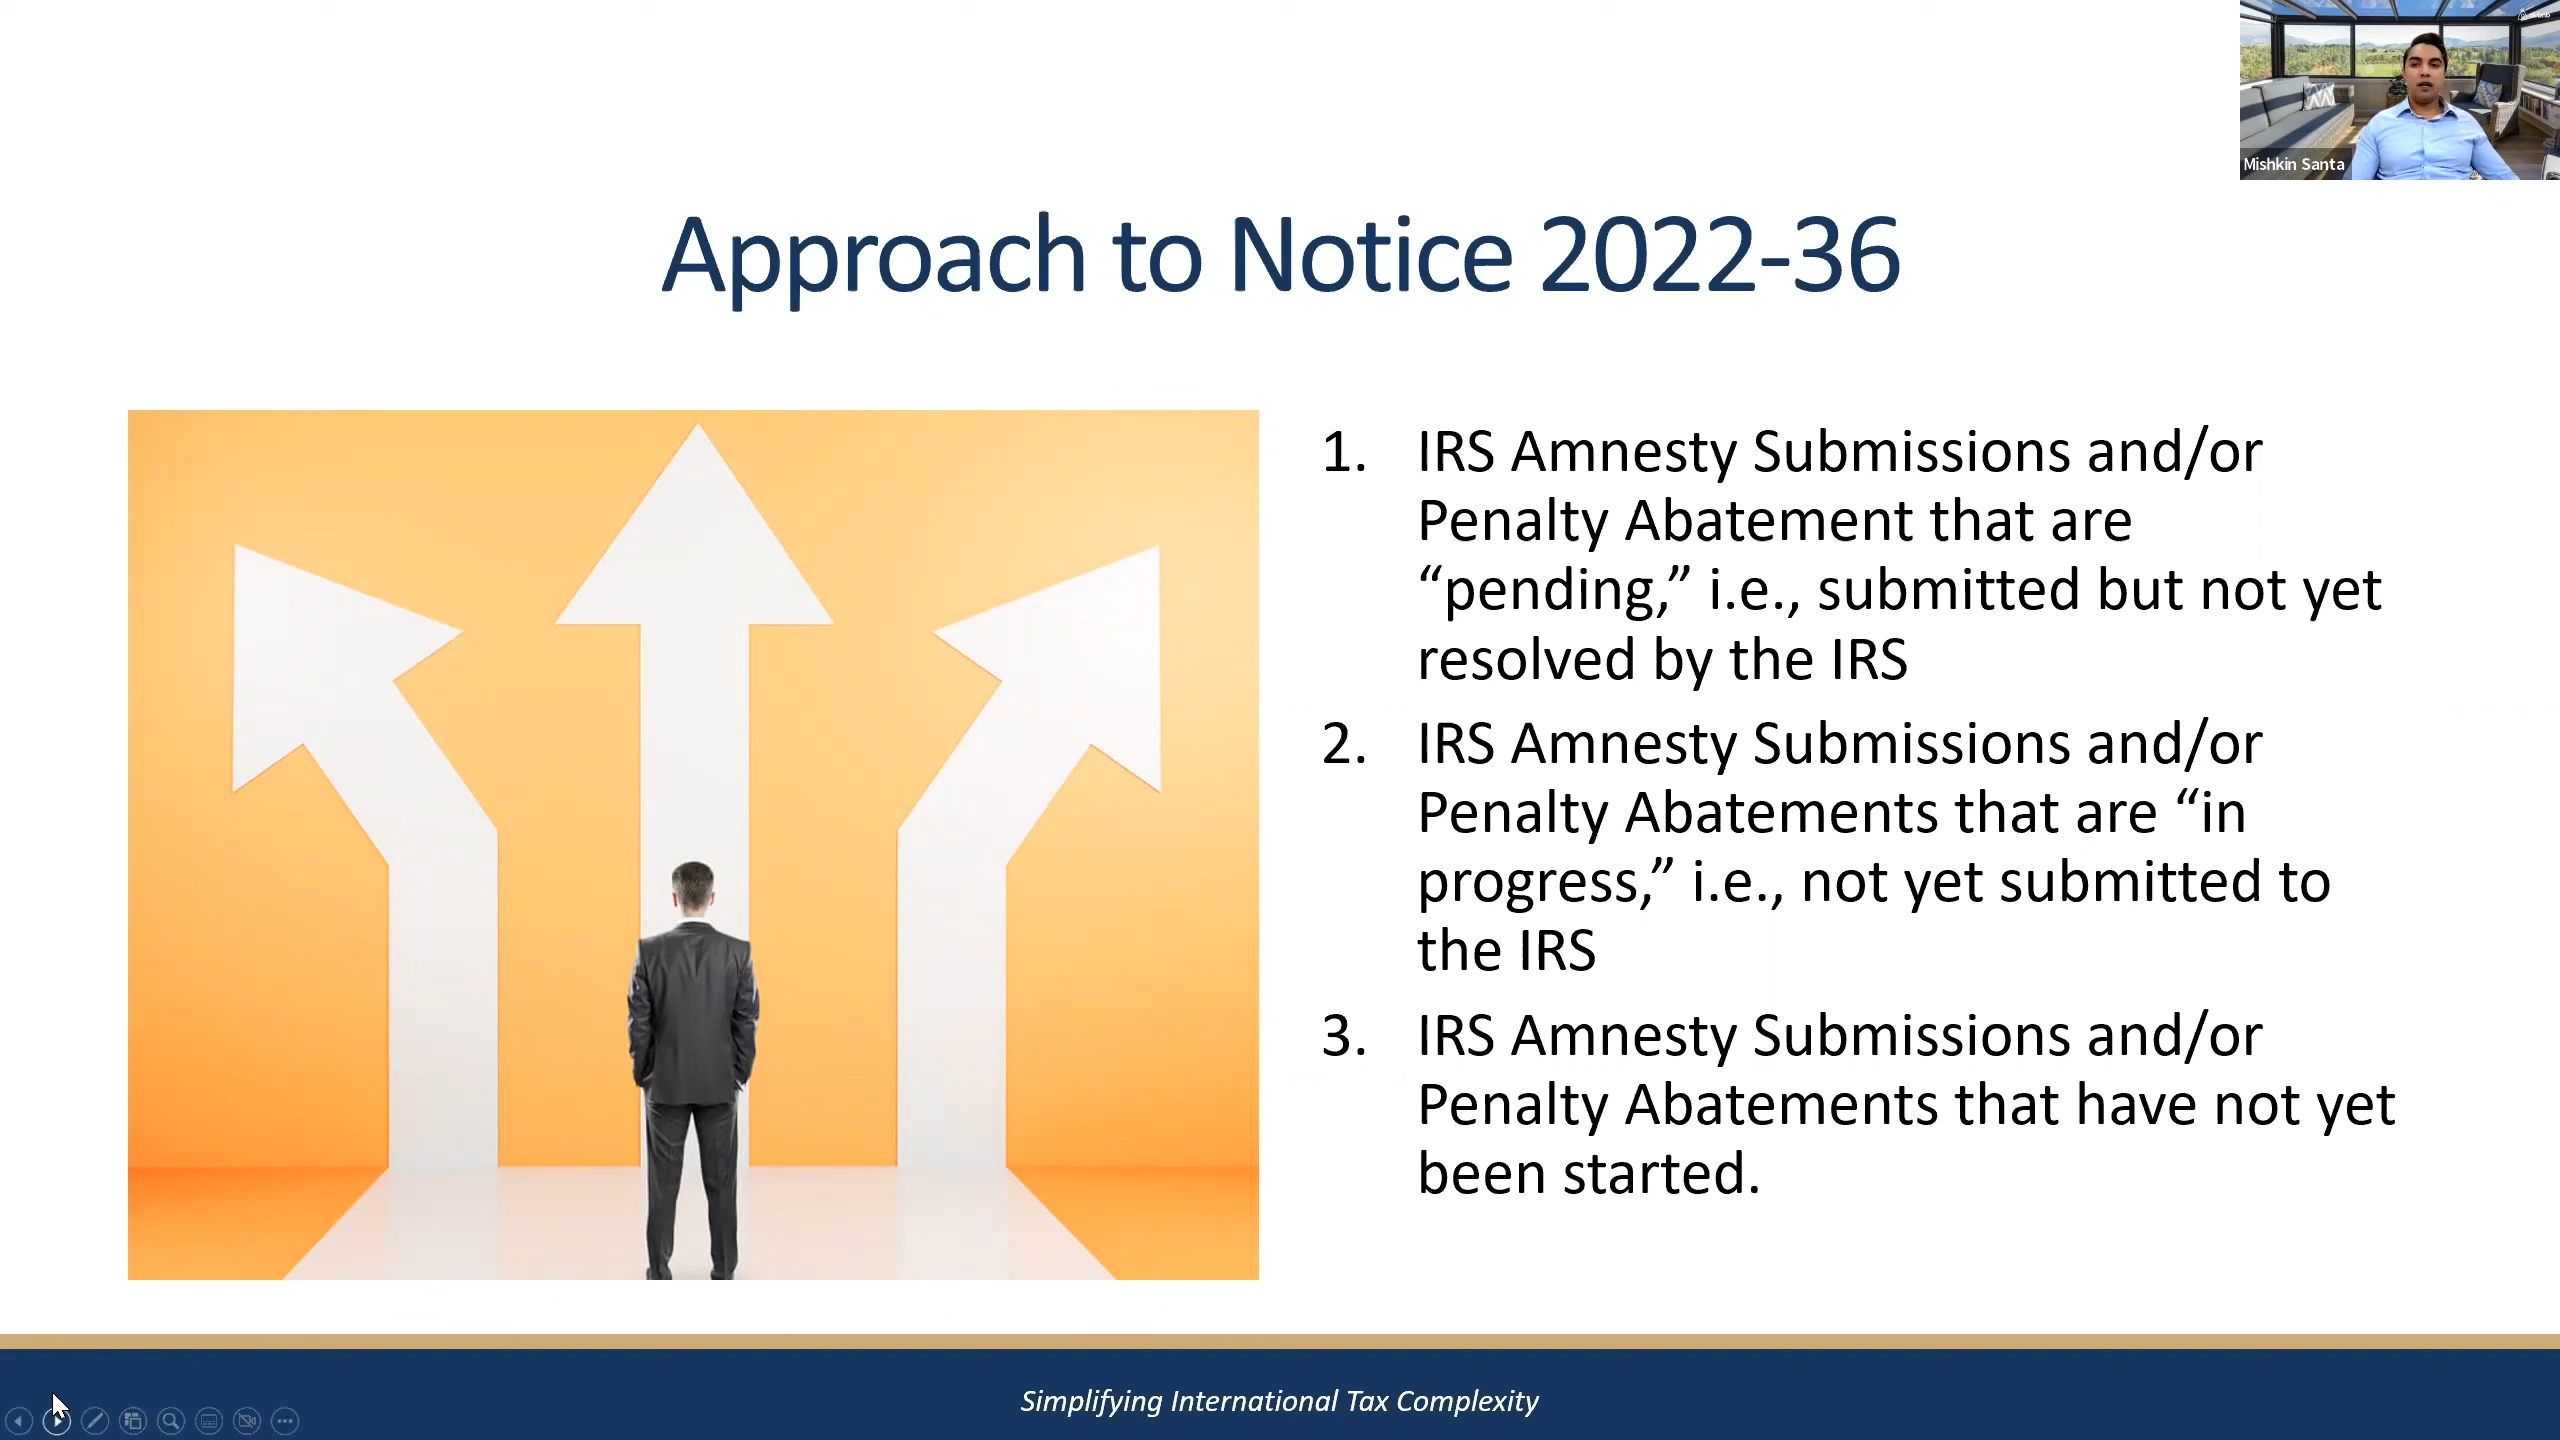 Mishkin Santa
Approach to Notice 2022-36
1. IRS Amnesty Submissions and/or
Penalty Abatement that are
“pending,” i.e., submitted but not yet
resolved by the IRS
2. IRS Amnesty Submissions and/or
Penalty Abatements that are “in
progress,” i.e., not yet submitted to
the IRS
3. IRS Amnesty Submissions and/or
Penalty Abatements that have not yet
been started.
Simplifying International Tax Complexity